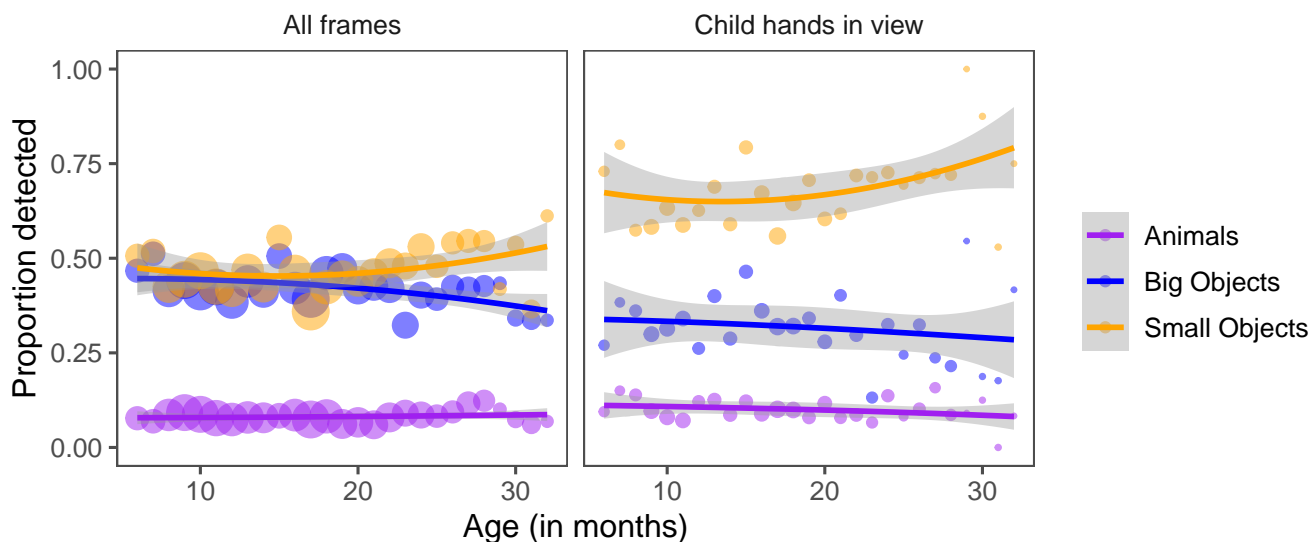 All frames
Child hands in view
Proportion detected
1.00
0.75
0.50
0.25
0.00
10
20
30
10
20
30
Age (in months)
Animals
Big Objects
Small Objects